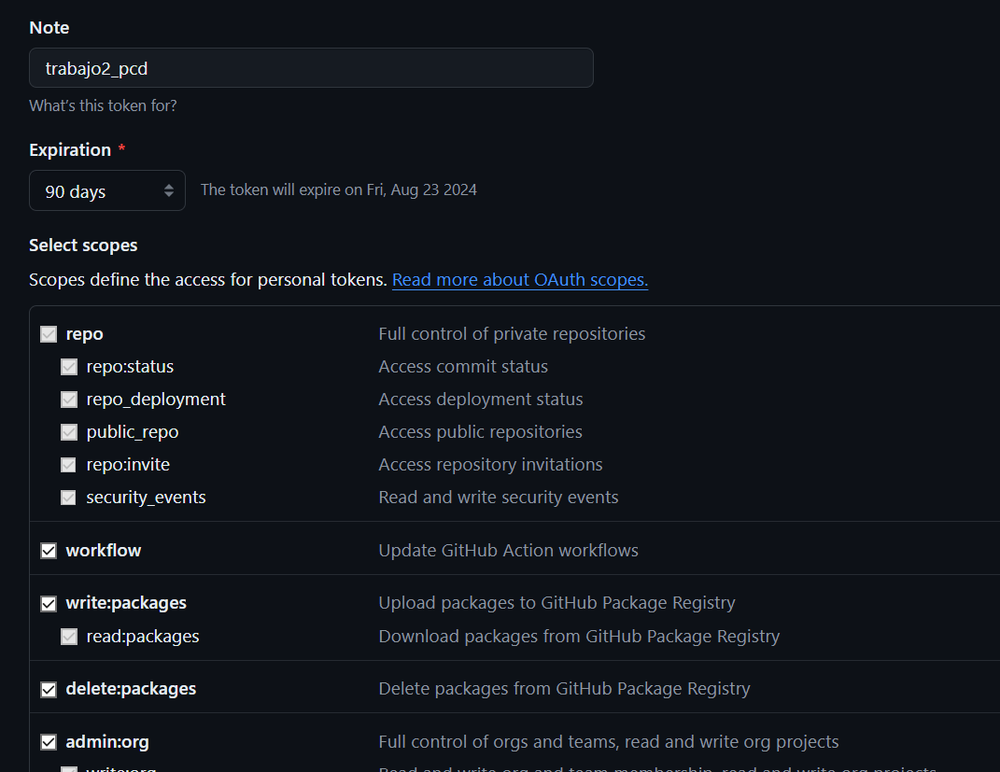 Note
trabajo2_pcd
What's this token for?
Expiration *
90 days The token will expire on Fri, Aug 23 2024
Select scopes
Scopes define the access for personal tokens. Read more about OAuth scopes.
repo Full control of private repositories
repo:status Access commit status
repo_deployment Access deployment status
public_repo Access public repositories
repo:invite Access repository invitations
security_events Read and write security events
workflow Update GitHub Action workflows
write:packages Upload packages to GitHub Package Registry
read:packages Download packages from GitHub Package Registry
delete:packages Delete packages from GitHub Package Registry
admin:org Full control of orgs and teams, read and write org projects
write:org Read and write org and team membership, read and write org projects